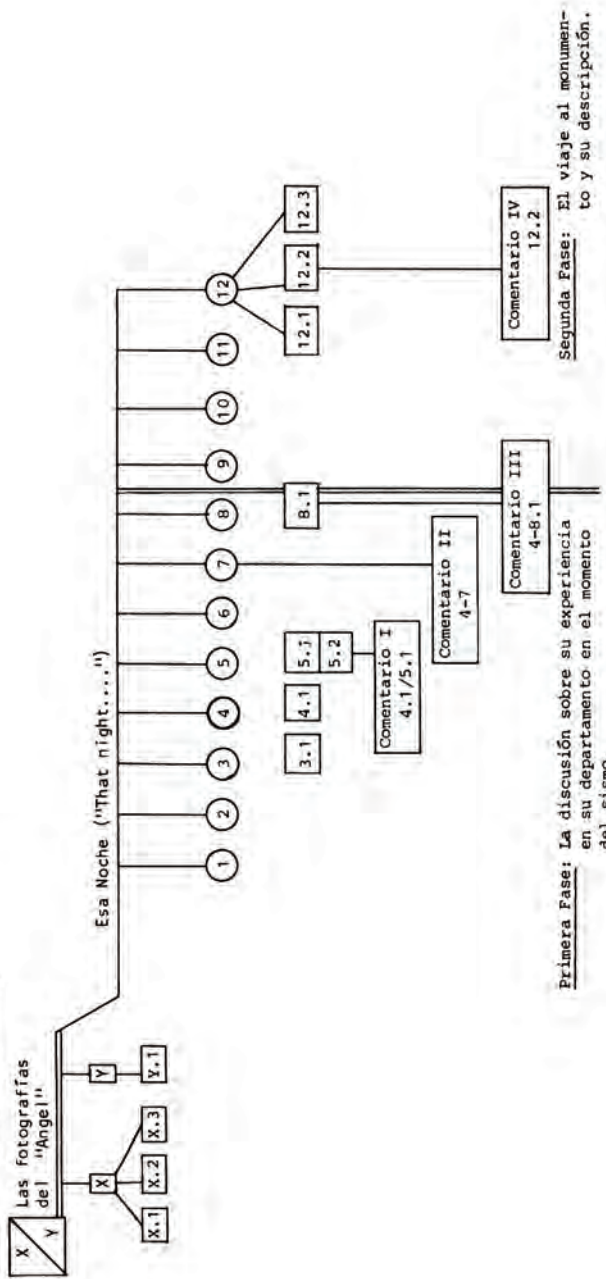 X
Y
Las fotografías
del "Angel"
X
Y
X.1
X.2
X.3
Y.1
Esa Noche ("That night....")
1
2
3
4
5
6
7
8
9
10
11
12
3.1
4.1
5.1
5.2
8.1
12.1
12.2
12.3
Comentario I
4.1/5.1
Comentario II
4-7
Comentario III
4-8.1
Comentario IV
12.2
Primera Fase: La discusión sobre su experiencia
en su departamento en el momento
del sismo
Segunda Fase: El viaje al monumen-
to y su descripción.